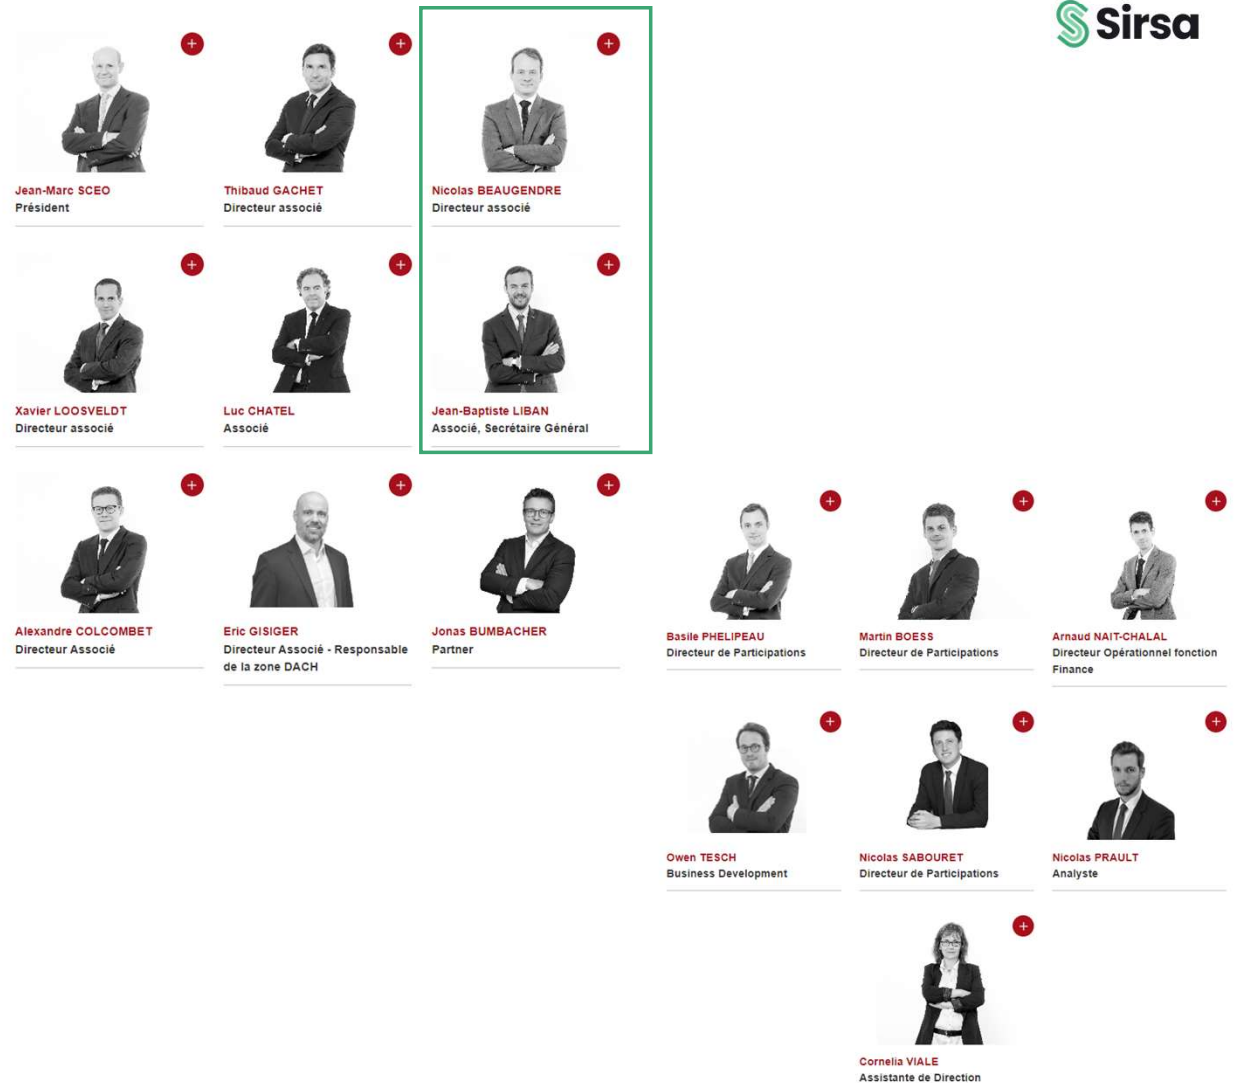 Sirsa
Jean-Marc SCEO
Président
Thibaud GACHET
Directeur associé
Nicolas BEAUGENDRE
Directeur associé
Xavier LOOSVELDT
Directeur associé
Luc CHATEL
Associé
Jean-Baptiste LIBAN
Associé, Secrétaire Général
Alexandre COLCOMBET
Directeur Associé
Eric GISIGER
Directeur Associé - Responsable
de la zone DACH
Jonas BUMBACHER
Partner
Basile PHELIPEAU
Directeur de Participations
Martin BOESS
Directeur de Participations
Arnaud NAIT-CHALAL
Directeur Opérationnel fonction
Finance
Owen TESCH
Business Development
Nicolas SABOURET
Directeur de Participations
Nicolas PRAULT
Analyste
Cornelia VIALE
Assistante de Direction